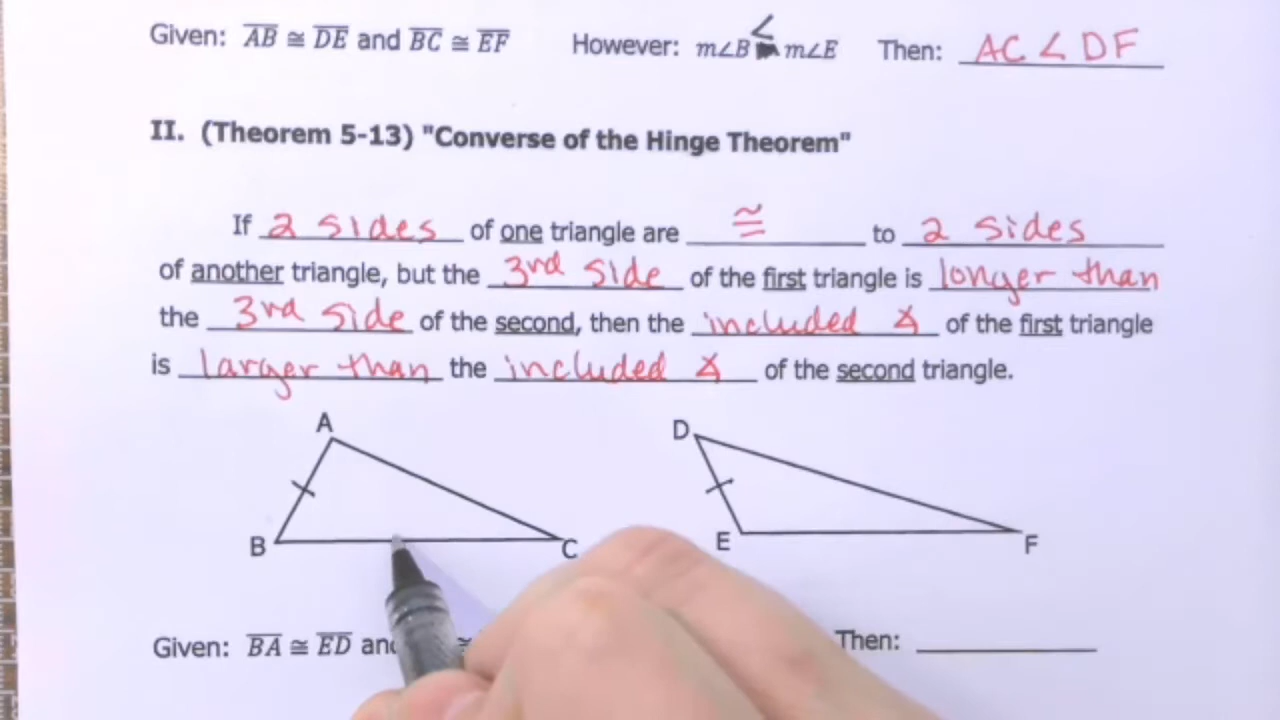 Given: AB ≅ DE and BC ≅ EF However: m∠B < m∠E Then: AC < DF
II. (Theorem 5-13) "Converse of the Hinge Theorem"
If 2 sides of one triangle are ≅ to 2 sides
of another triangle, but the 3rd side of the first triangle is longer than
the 3rd side of the second, then the included ∡ of the first triangle
is larger than the included ∡ of the second triangle.
A D
B C E F
Given: BA ≅ ED and Then: